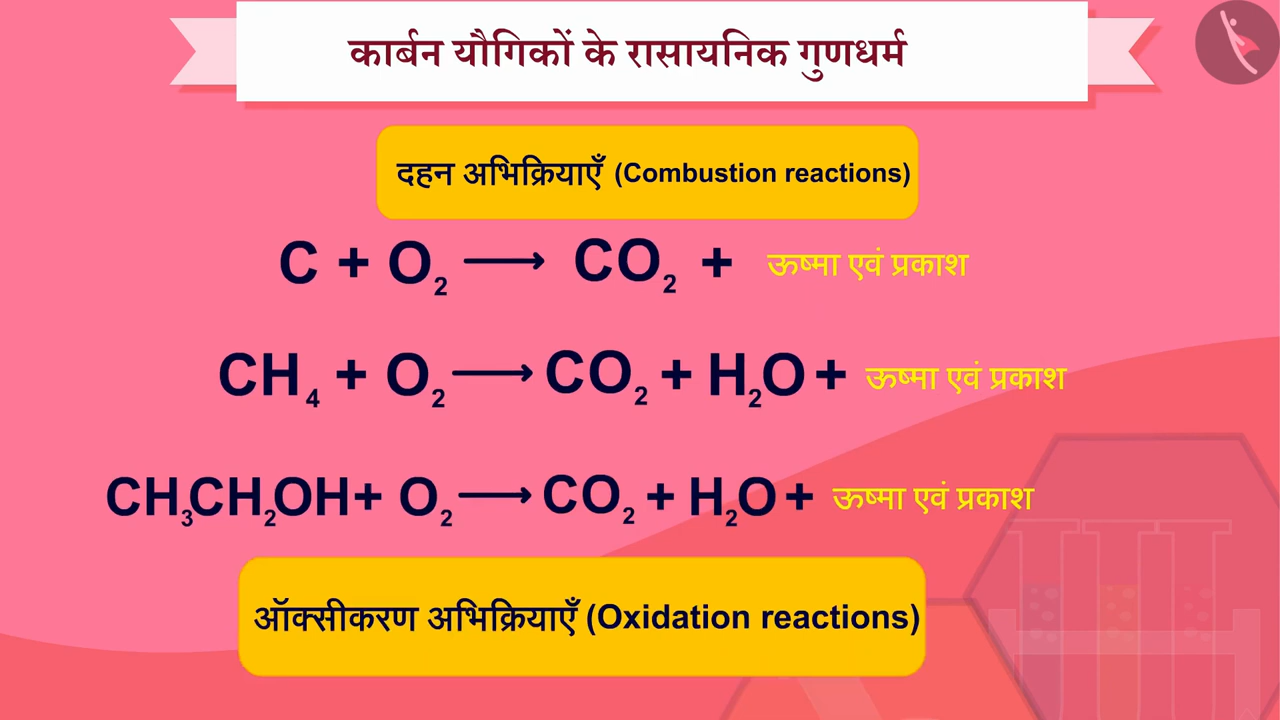 कार्बन यौगिकों के रासायनिक गुणधर्म
दहन अभिक्रियाएँ (Combustion reactions)
C + O₂ ⟶ CO₂ + ऊष्मा एवं प्रकाश
CH₄ + O₂ ⟶ CO₂ + H₂O + ऊष्मा एवं प्रकाश
CH₃CH₂OH + O₂ ⟶ CO₂ + H₂O + ऊष्मा एवं प्रकाश
ऑक्सीकरण अभिक्रियाएँ (Oxidation reactions)